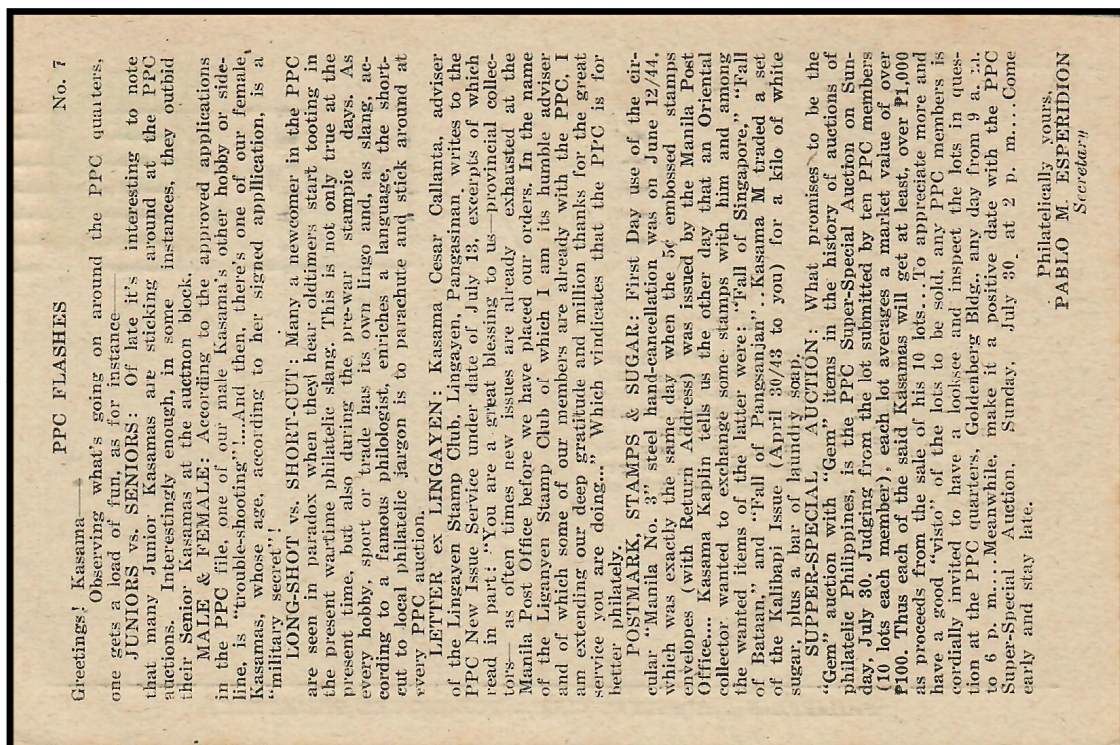 PPC FLASHES No. 7
Greetings! Kasama—
Observing what's going on around the PPC quarters,
one gets a load of fun, as for instance—
JUNIORS vs. SENIORS: Of late it's interesting to note
that many Junior Kasamas are sticking around at the PPC
auctions. Interestingly enough, in some instances, they outbid
their Senior Kasamas at the auctnon block.
MALE & FEMALE: According to the approved applications
in the PPC file, one of our male Kasama's other hobby or side-
line, is "trouble-shooting"!....And then, there's one of our female
Kasamas, whose age, according to her signed application, is a
"military secret"!
LONG-SHOT vs. SHORT-CUT: Many a newcomer in the PPC
are seen in paradox when they hear oldtimers start tooting in
the present wartime philatelic slang. This is not only true at the
present time, but also during the pre-war stampic days. As
every hobby, sport or trade has its own lingo and, as slang, ac-
cording to a famous philologist, enriches a language, the short-
cut to local philatelic jargon is to parachute and stick around at
every PPC auction.
LETTER ex LINGAYEN: Kasama Cesar Callanta, adviser
of the Lingayen Stamp Club, Lingayen, Pangasinan. writes to the
PPC New Issue Service under date of July 13, excerpts of which
read in part: "You are a great blessing to us—provincial collec-
tors— as often times new issues are already exhausted at the
Manila Post Office before we have placed our orders. In the name
of the Liganyen Stamp Club of which I am its humble adviser
and of which some of our members are already with the PPC, I
am extending our deep gratitude and million thanks for the great
service you are doing.." Which vindicates that the PPC is for
better philately.
POSTMARK, STAMPS & SUGAR: First Day use of the cir-
cular "Manila No. 3" steel hand-cancellation was on June 12/44,
which was exactly the same day when the 5¢ embossed stamps
envelopes (with Return Address) was issued by the Manila Post
Office.... Kasama Kaplin tells us the other day that an Oriental
collector wanted to exchange some stamps with him and among
the wanted items of the latter were: "Fall of Singapore," "Fall
of Bataan," and "Fall of Pangsanjan"..Kasama M traded a set
of the Kalibapi Issue (April 30/43 to you) for a kilo of white
sugar, plus a bar of laundry soap.
SUPPER-SPECIAL AUCTION: What promises to be the
"Gem" auction with "Gem" items in the history of auctions of
philatelic Philippines, is the PPC Super-Special Auction on Sun-
day, July 30. Judging from the lot submitted by ten PPC members
(10 lots each member), each lot averages a market value of over
₱100. Thus each of the said Kasamas will get at least, over ₱1,000
as proceeds from the sale of his 10 lots...To appreciate more and
have a good "visto" of the lots to be sold, any PPC members is
cordially invited to have a looksee and inspect the lots in ques-
tion at the PPC quarters, Goldenberg Bldg., any day from 9 a. m.
to 6 p. m....Meanwhile, make it a positive date with the PPC
Super-Special Auction, Sunday, July 30 at 2 p. m....Come
early and stay late.
Philatelically yours,
PABLO M. ESPERIDION
Secretary